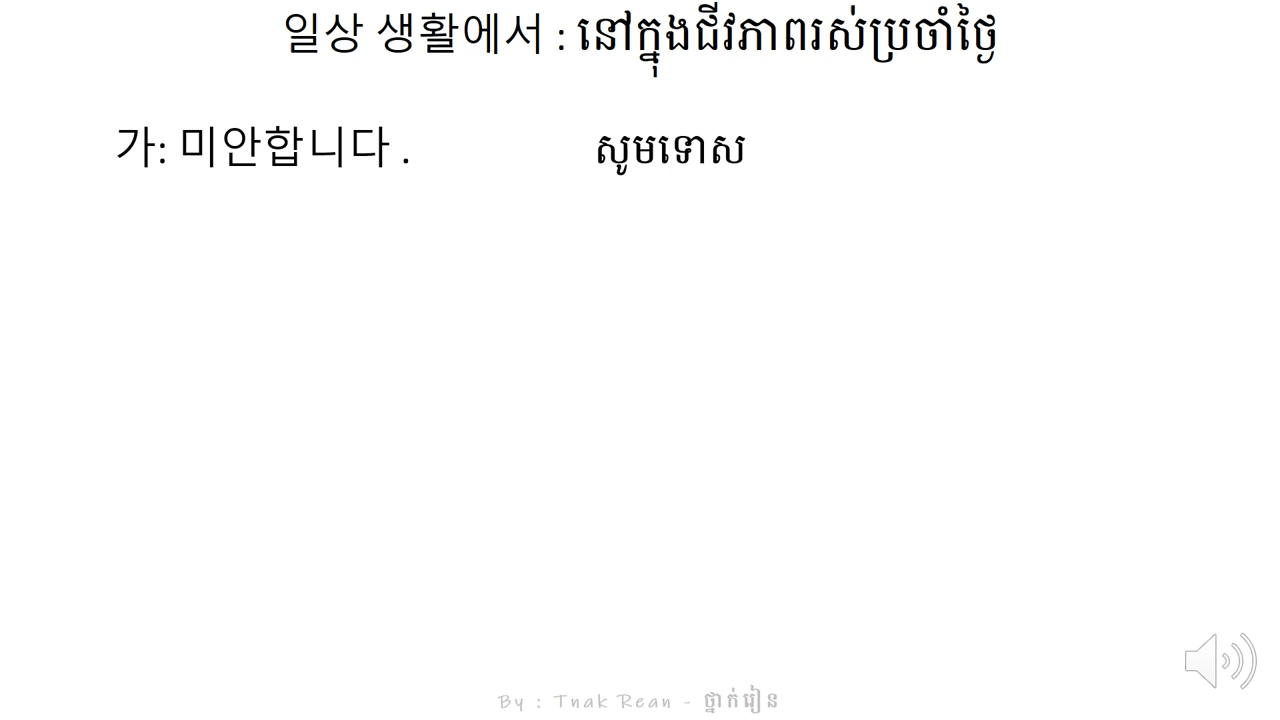 일상 생활에서 : នៅក្នុងជីវភាពរស់ប្រចាំថ្ងៃ
가: 미안합니다 . សូមទោស
By : Tnak Rean - ថ្នាក់រៀន